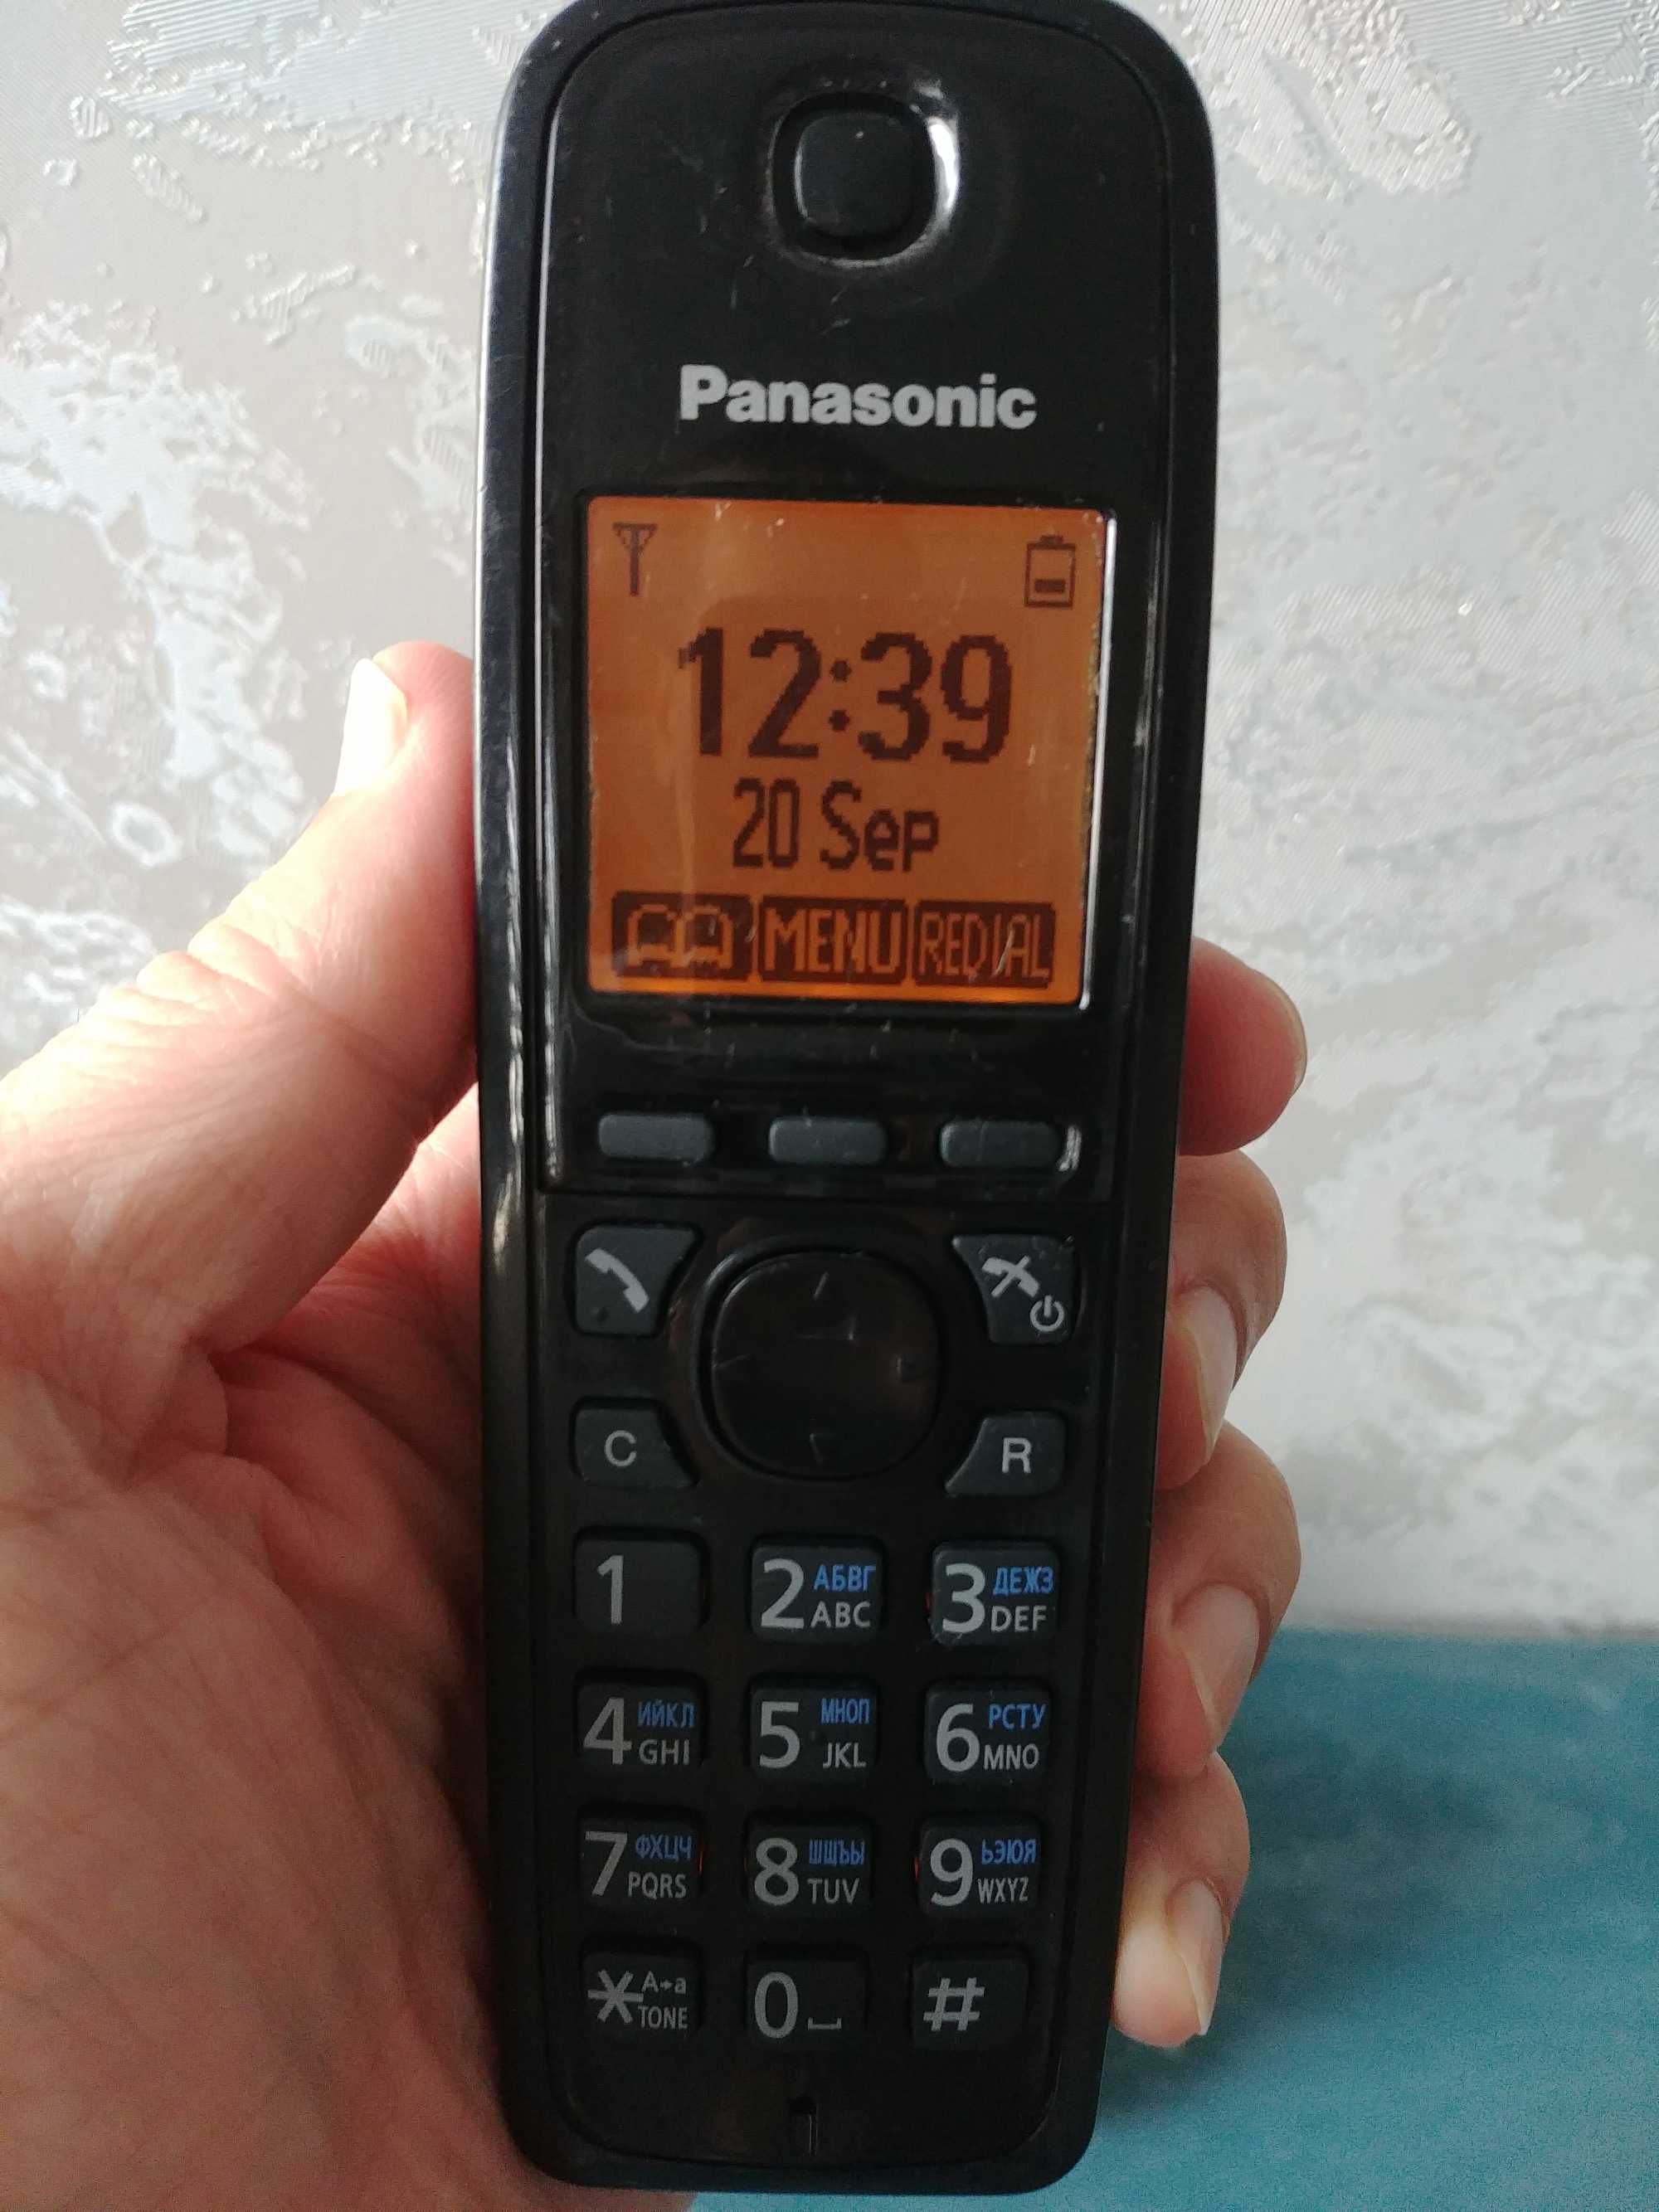 Panasonic
12:39
20 Sep
MENU REDIAL
C R
1 2 АБВГ ABC 3 ДЕЖЗ DEF
4 ИЙКЛ GHI 5 МНОП JKL 6 РСТУ MNO
7 ФХЦЧ PQRS 8 ШЩЪЫ TUV 9 ЬЭЮЯ WXYZ
* A→a TONE 0 #